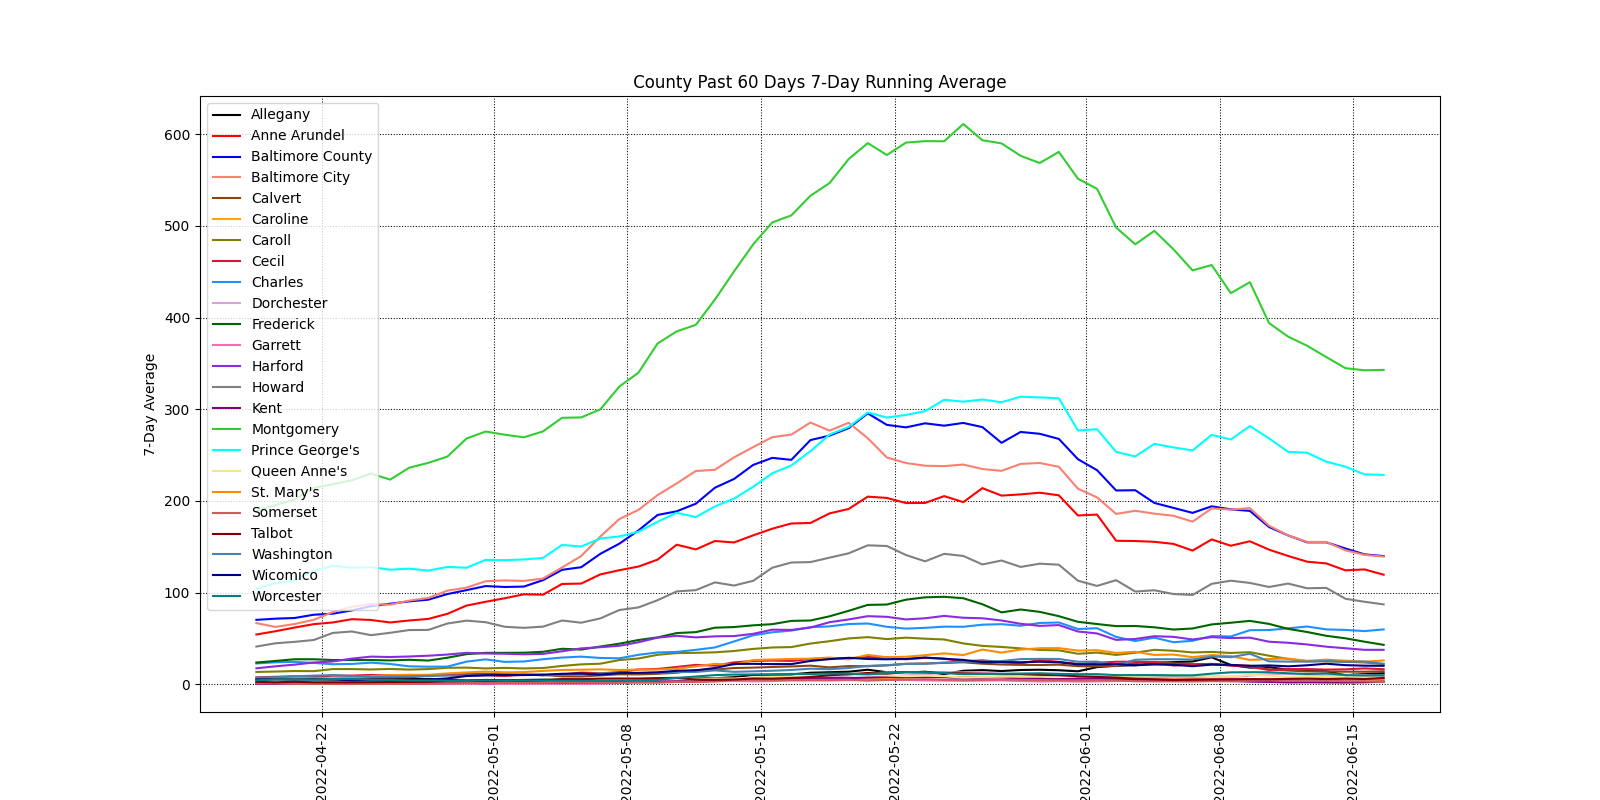 County Past 60 Days 7-Day Running Average
7-Day Average
600
500
400
300
200
100
0
Allegany
Anne Arundel
Baltimore County
Baltimore City
Calvert
Caroline
Caroll
Cecil
Charles
Dorchester
Frederick
Garrett
Harford
Howard
Kent
Montgomery
Prince George's
Queen Anne's
St. Mary's
Somerset
Talbot
Washington
Wicomico
Worcester
2022-04-22
2022-05-01
2022-05-08
2022-05-15
2022-05-22
2022-06-01
2022-06-08
2022-06-15